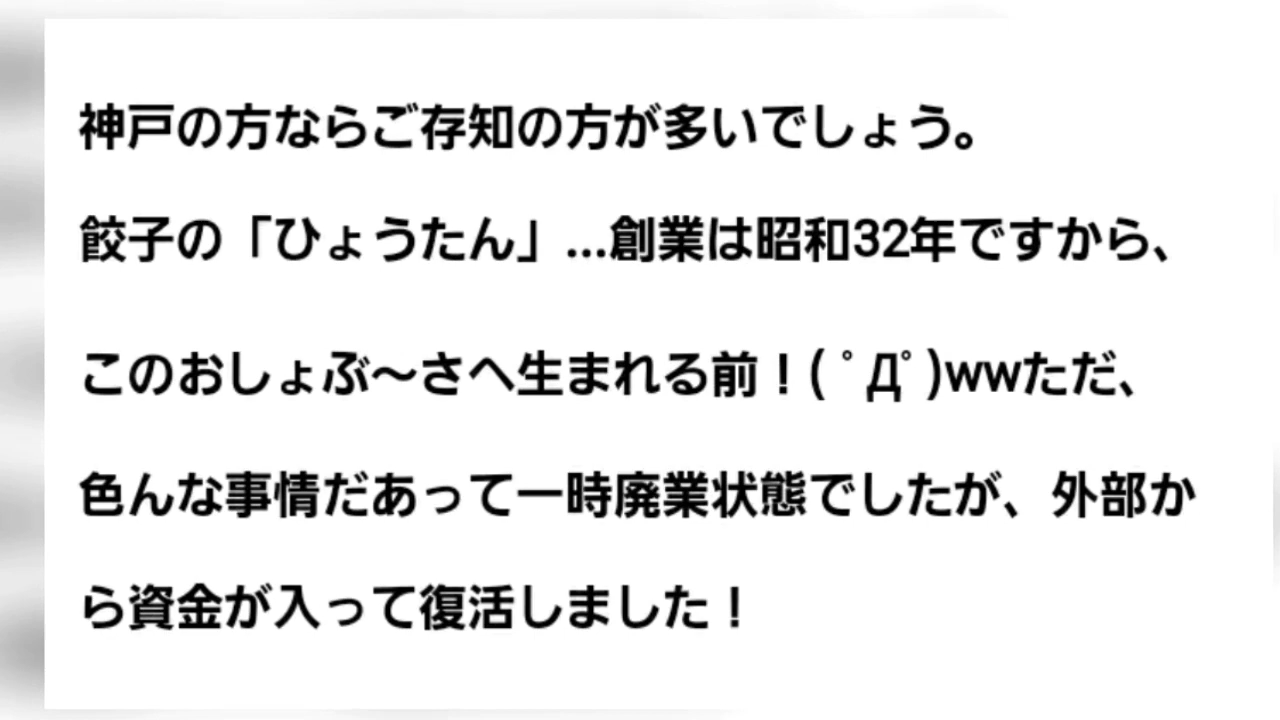 神戸の方ならご存知の方が多いでしょう。
餃子の「ひょうたん」...創業は昭和32年ですから、
このおしょぶ〜さへ生まれる前！( ﾟДﾟ)wwただ、
色んな事情だあって一時廃業状態でしたが、外部か
ら資金が入って復活しました！